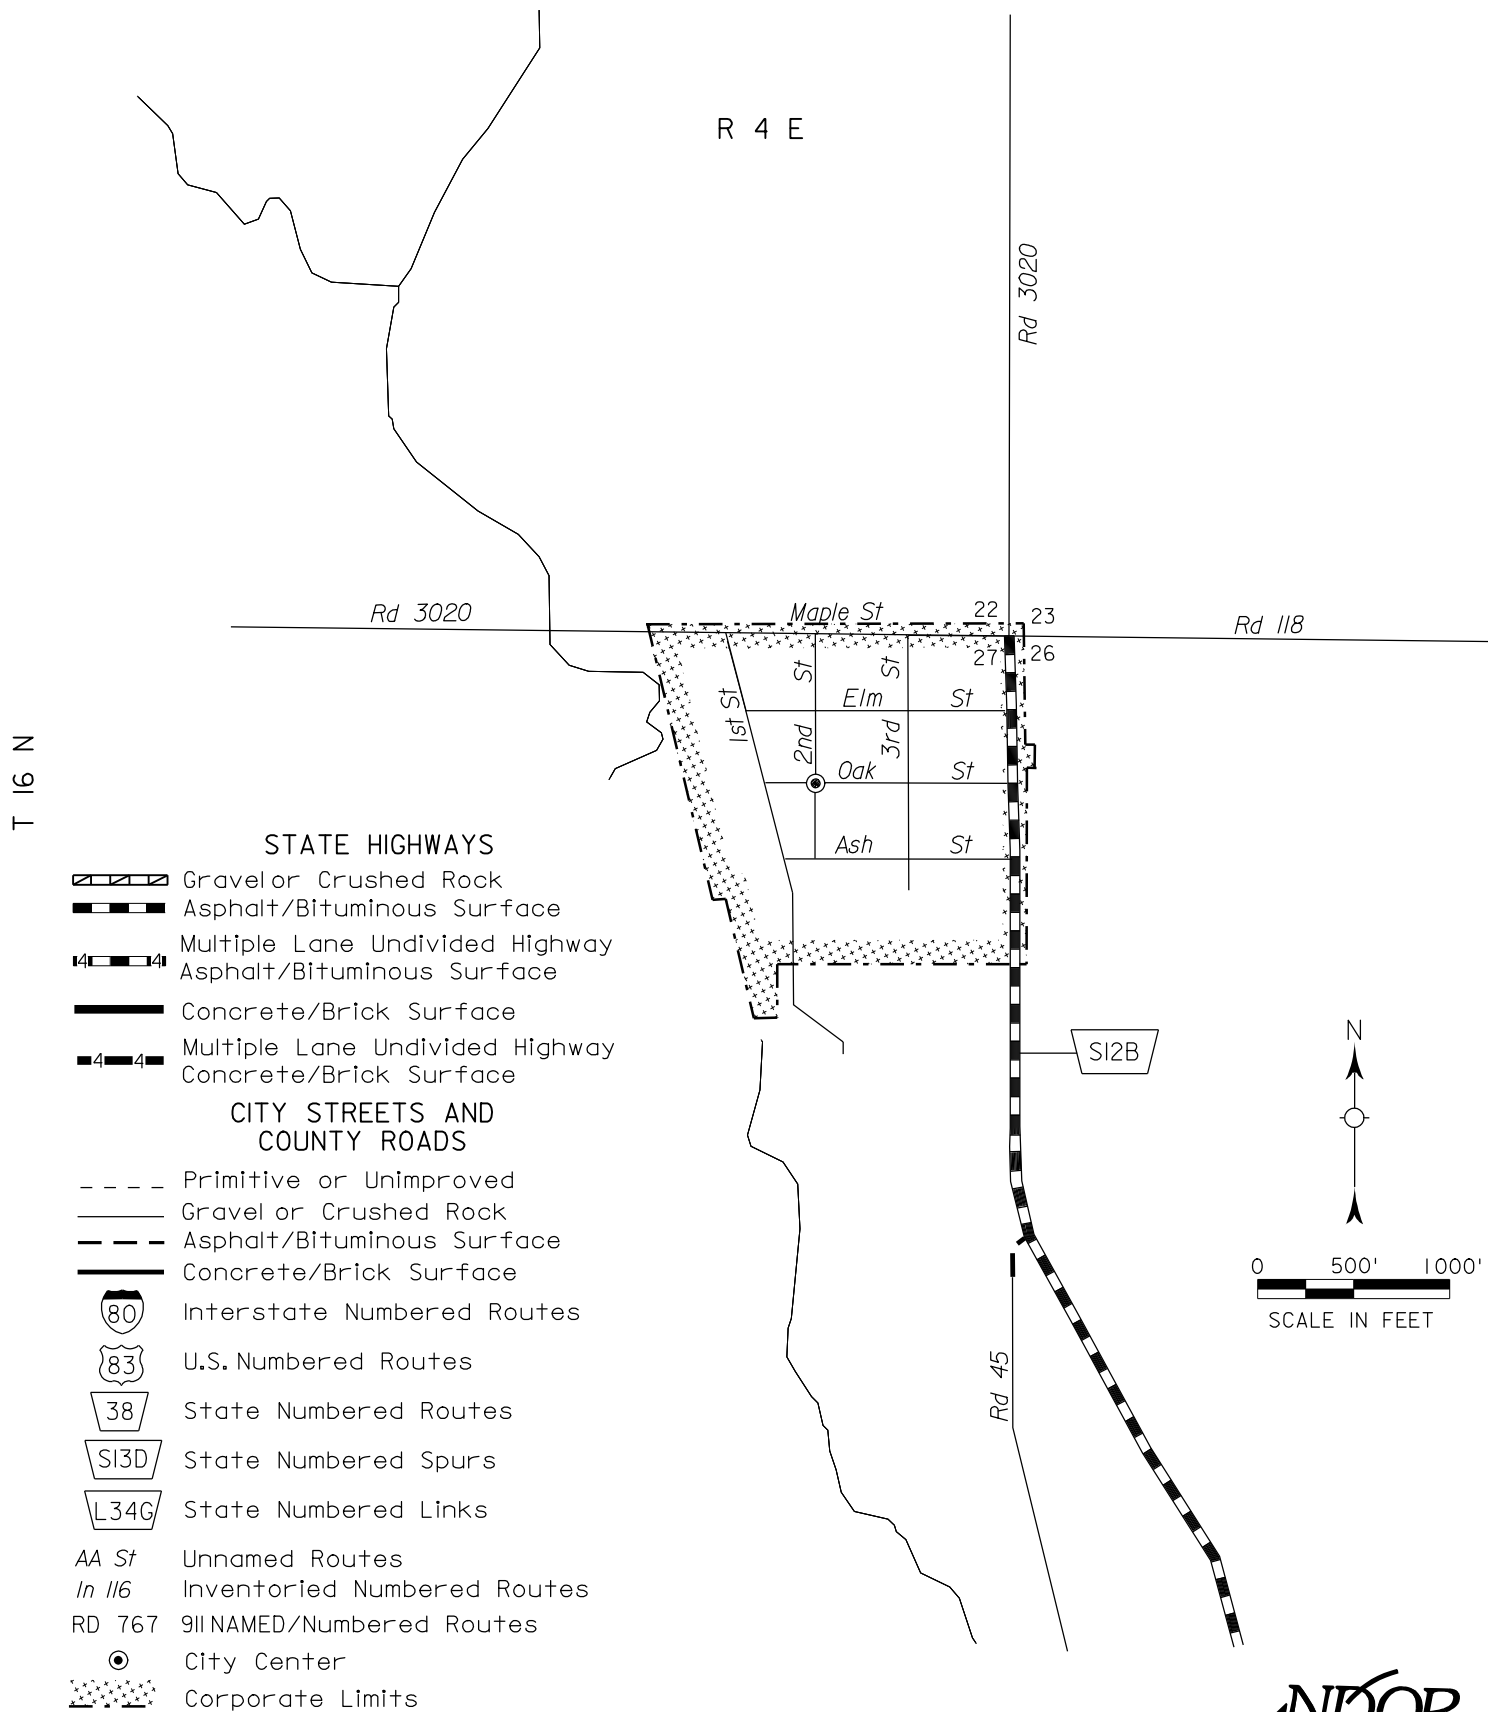 R 4 E
Rd 3020
Rd 3020
Maple St
22
23
Rd 118
27
26
1st St
2nd St
3rd St
Elm St
Oak St
Ash St
T 16 N
STATE HIGHWAYS
Gravel or Crushed Rock
Asphalt/Bituminous Surface
4 4 Multiple Lane Undivided Highway
Asphalt/Bituminous Surface
Concrete/Brick Surface
4 4 Multiple Lane Undivided Highway
Concrete/Brick Surface
CITY STREETS AND
COUNTY ROADS
Primitive or Unimproved
Gravel or Crushed Rock
Asphalt/Bituminous Surface
Concrete/Brick Surface
80 Interstate Numbered Routes
83 U.S. Numbered Routes
38 State Numbered Routes
S13D State Numbered Spurs
L34G State Numbered Links
AA St Unnamed Routes
In 116 Inventoried Numbered Routes
RD 767 911 NAMED/Numbered Routes
City Center
Corporate Limits
S12B
N
0 500' 1000'
SCALE IN FEET
Rd 45
NDOR